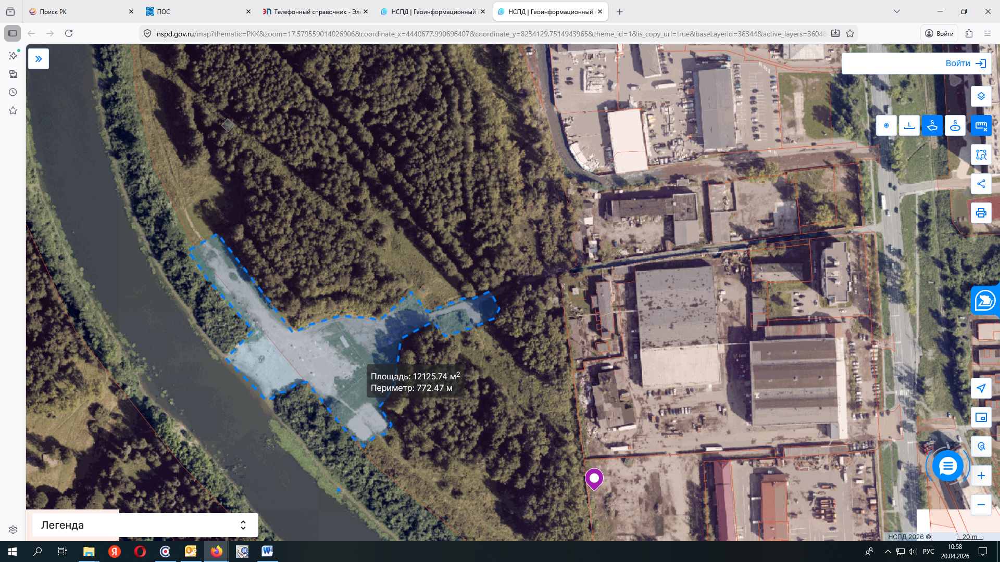 Поиск РК
ПОС
Телефонный справочник - Эле
НСПД | Геоинформационный
НСПД | Геоинформационный
nspd.gov.ru/map?thematic=PKK&zoom=17.579559014026906&coordinate_x=4440677.990696407&coordinate_y=8234129.7514943965&theme_id=1&is_copy_url=true&baseLayerId=36344&active_layers=36048
Войти
Войти
L
S
S
Площадь: 12125.74 м2
Периметр: 772.47 м
Легенда
НСПД 2026 ©
20 m
РУС
10:58
20.04.2026